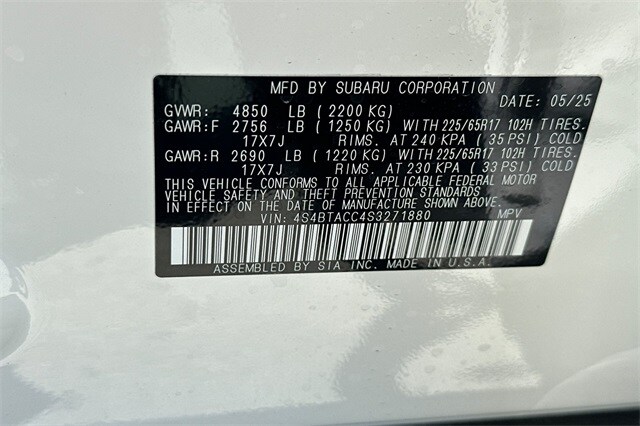 MFD BY SUBARU CORPORATION
DATE: 05/25
GVWR: 4850 LB ( 2200 KG)
GAWR:F 2756 LB ( 1250 KG) WITH 225/65R17 102H TIRES.
17X7J RIMS. AT 240 KPA ( 35 PSI) COLD
GAWR:R 2690 LB ( 1220 KG) WITH 225/65R17 102H TIRES.
17X7J RIMS. AT 230 KPA ( 33 PSI) COLD
THIS VEHICLE CONFORMS TO ALL APPLICABLE FEDERAL MOTOR
VEHICLE SAFETY AND THEFT PREVENTION STANDARDS
IN EFFECT ON THE DATE OF MANUFACTURE SHOWN ABOVE.
VIN: 4S4BTACC4S3271880 MPV
ASSEMBLED BY SIA INC. MADE IN U.S.A.